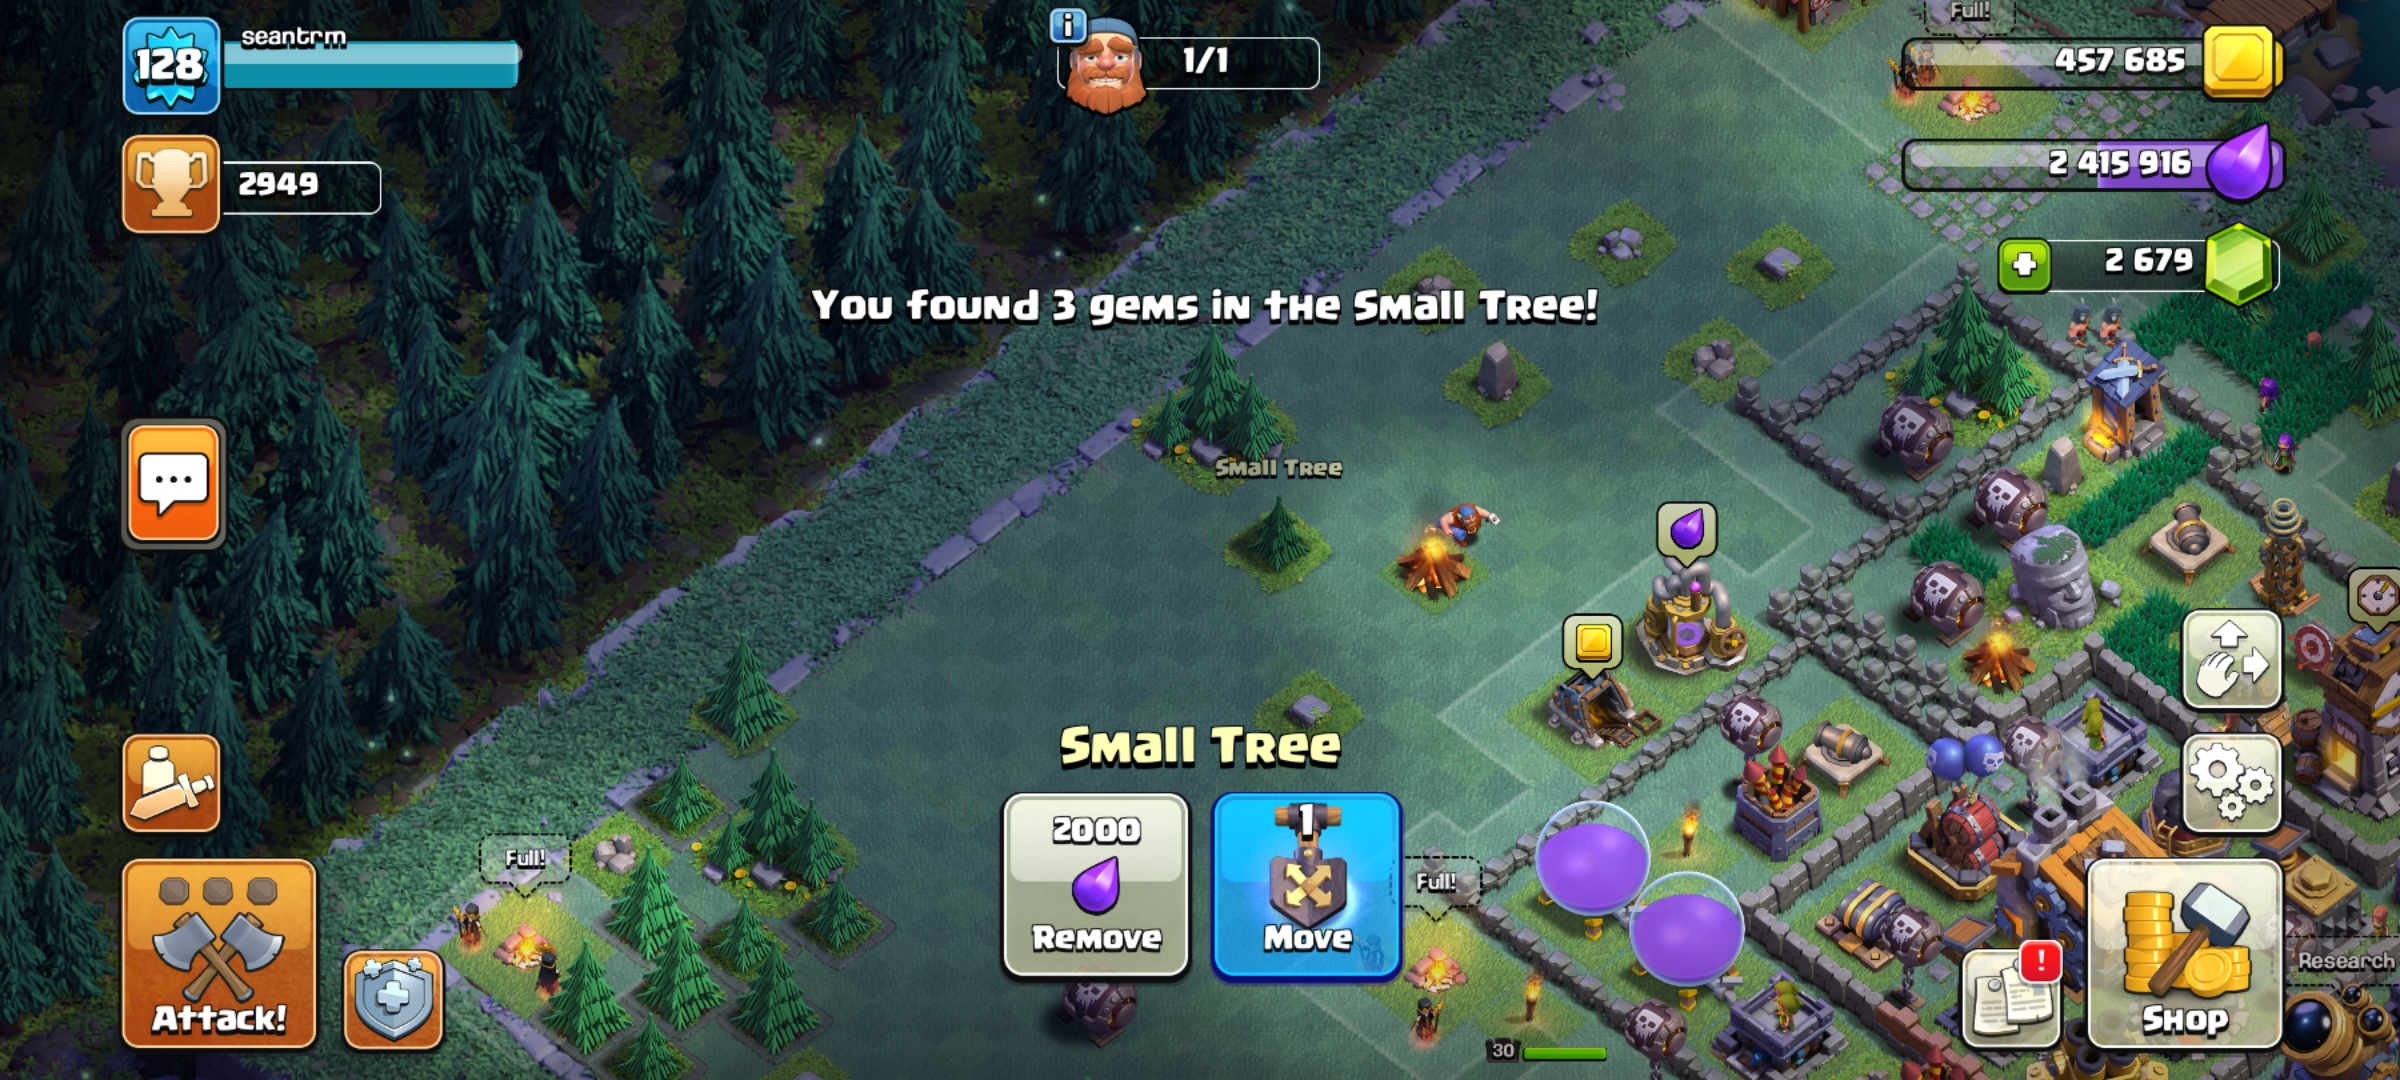 Full!
128
seantrm
1/1
457 685
2949
2 415 916
2 679
You found 3 gems in the Small Tree!
Small Tree
Small Tree
2000
Remove
1
Move
Full!
Full!
Attack!
30
!
Shop
Research